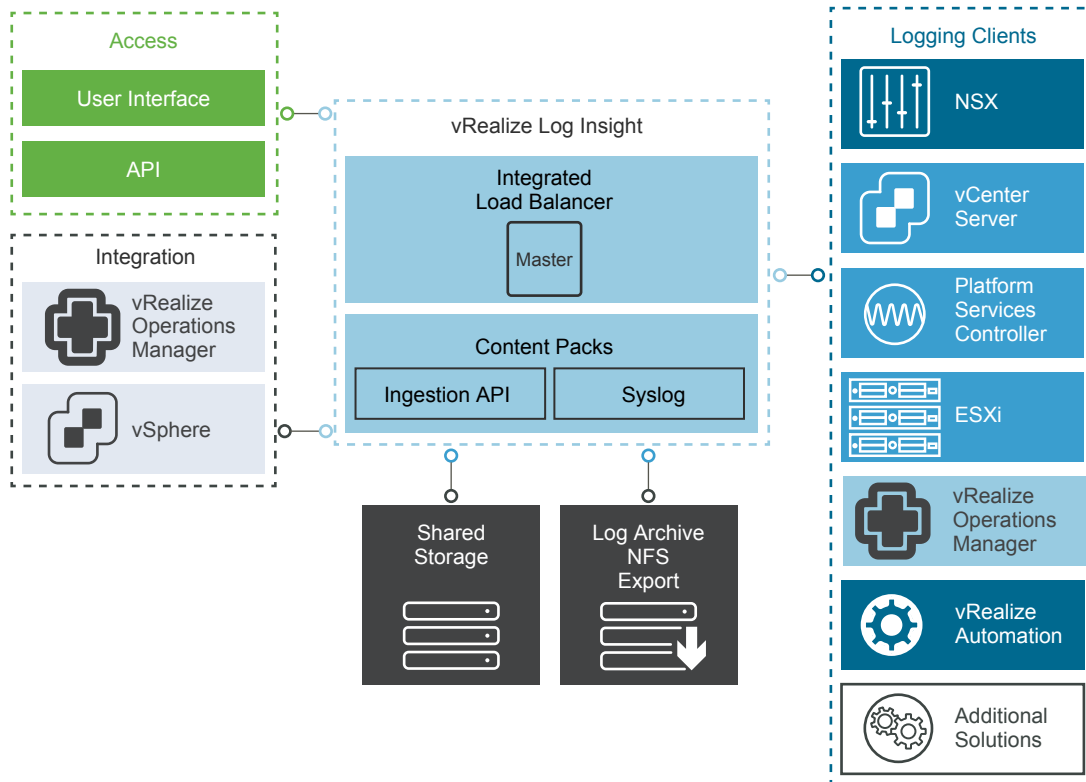 Access
User Interface
API
Integration
vRealize
Operations
Manager
vSphere
vRealize Log Insight
Integrated
Load Balancer
Master
Content Packs
Ingestion API
Syslog
Shared
Storage
Log Archive
NFS
Export
Logging Clients
NSX
vCenter
Server
Platform
Services
Controller
ESXi
vRealize
Operations
Manager
vRealize
Automation
Additional
Solutions